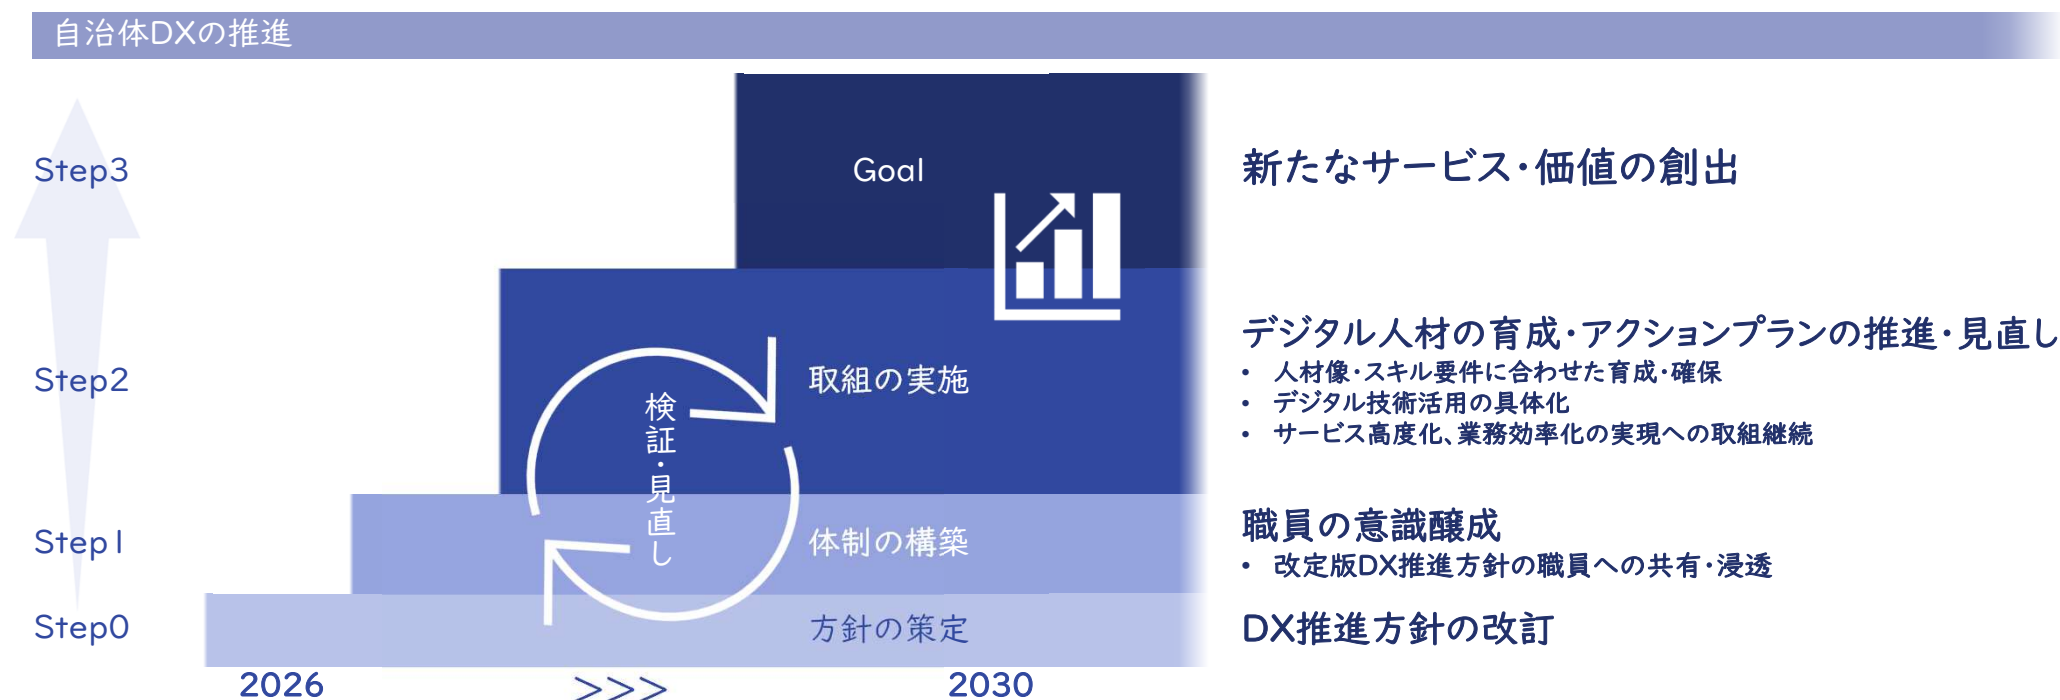 自治体DXの推進
Step3
Goal
新たなサービス・価値の創出
Step2
検証・見直し
取組の実施
デジタル人材の育成・アクションプランの推進・見直し
• 人材像・スキル要件に合わせた育成・確保
• デジタル技術活用の具体化
• サービス高度化、業務効率化の実現への取組継続
Step1
体制の構築
職員の意識醸成
• 改定版DX推進方針の職員への共有・浸透
Step0
方針の策定
DX推進方針の改訂
2026 >>> 2030